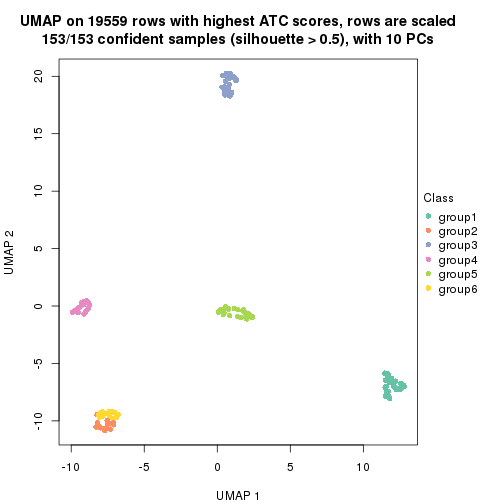 UMAP on 19559 rows with highest ATC scores, rows are scaled
153/153 confident samples (silhouette > 0.5), with 10 PCs
20
15
10
5
0
-5
-10
UMAP 2
-10
-5
0
5
10
UMAP 1
Class
group1
group2
group3
group4
group5
group6